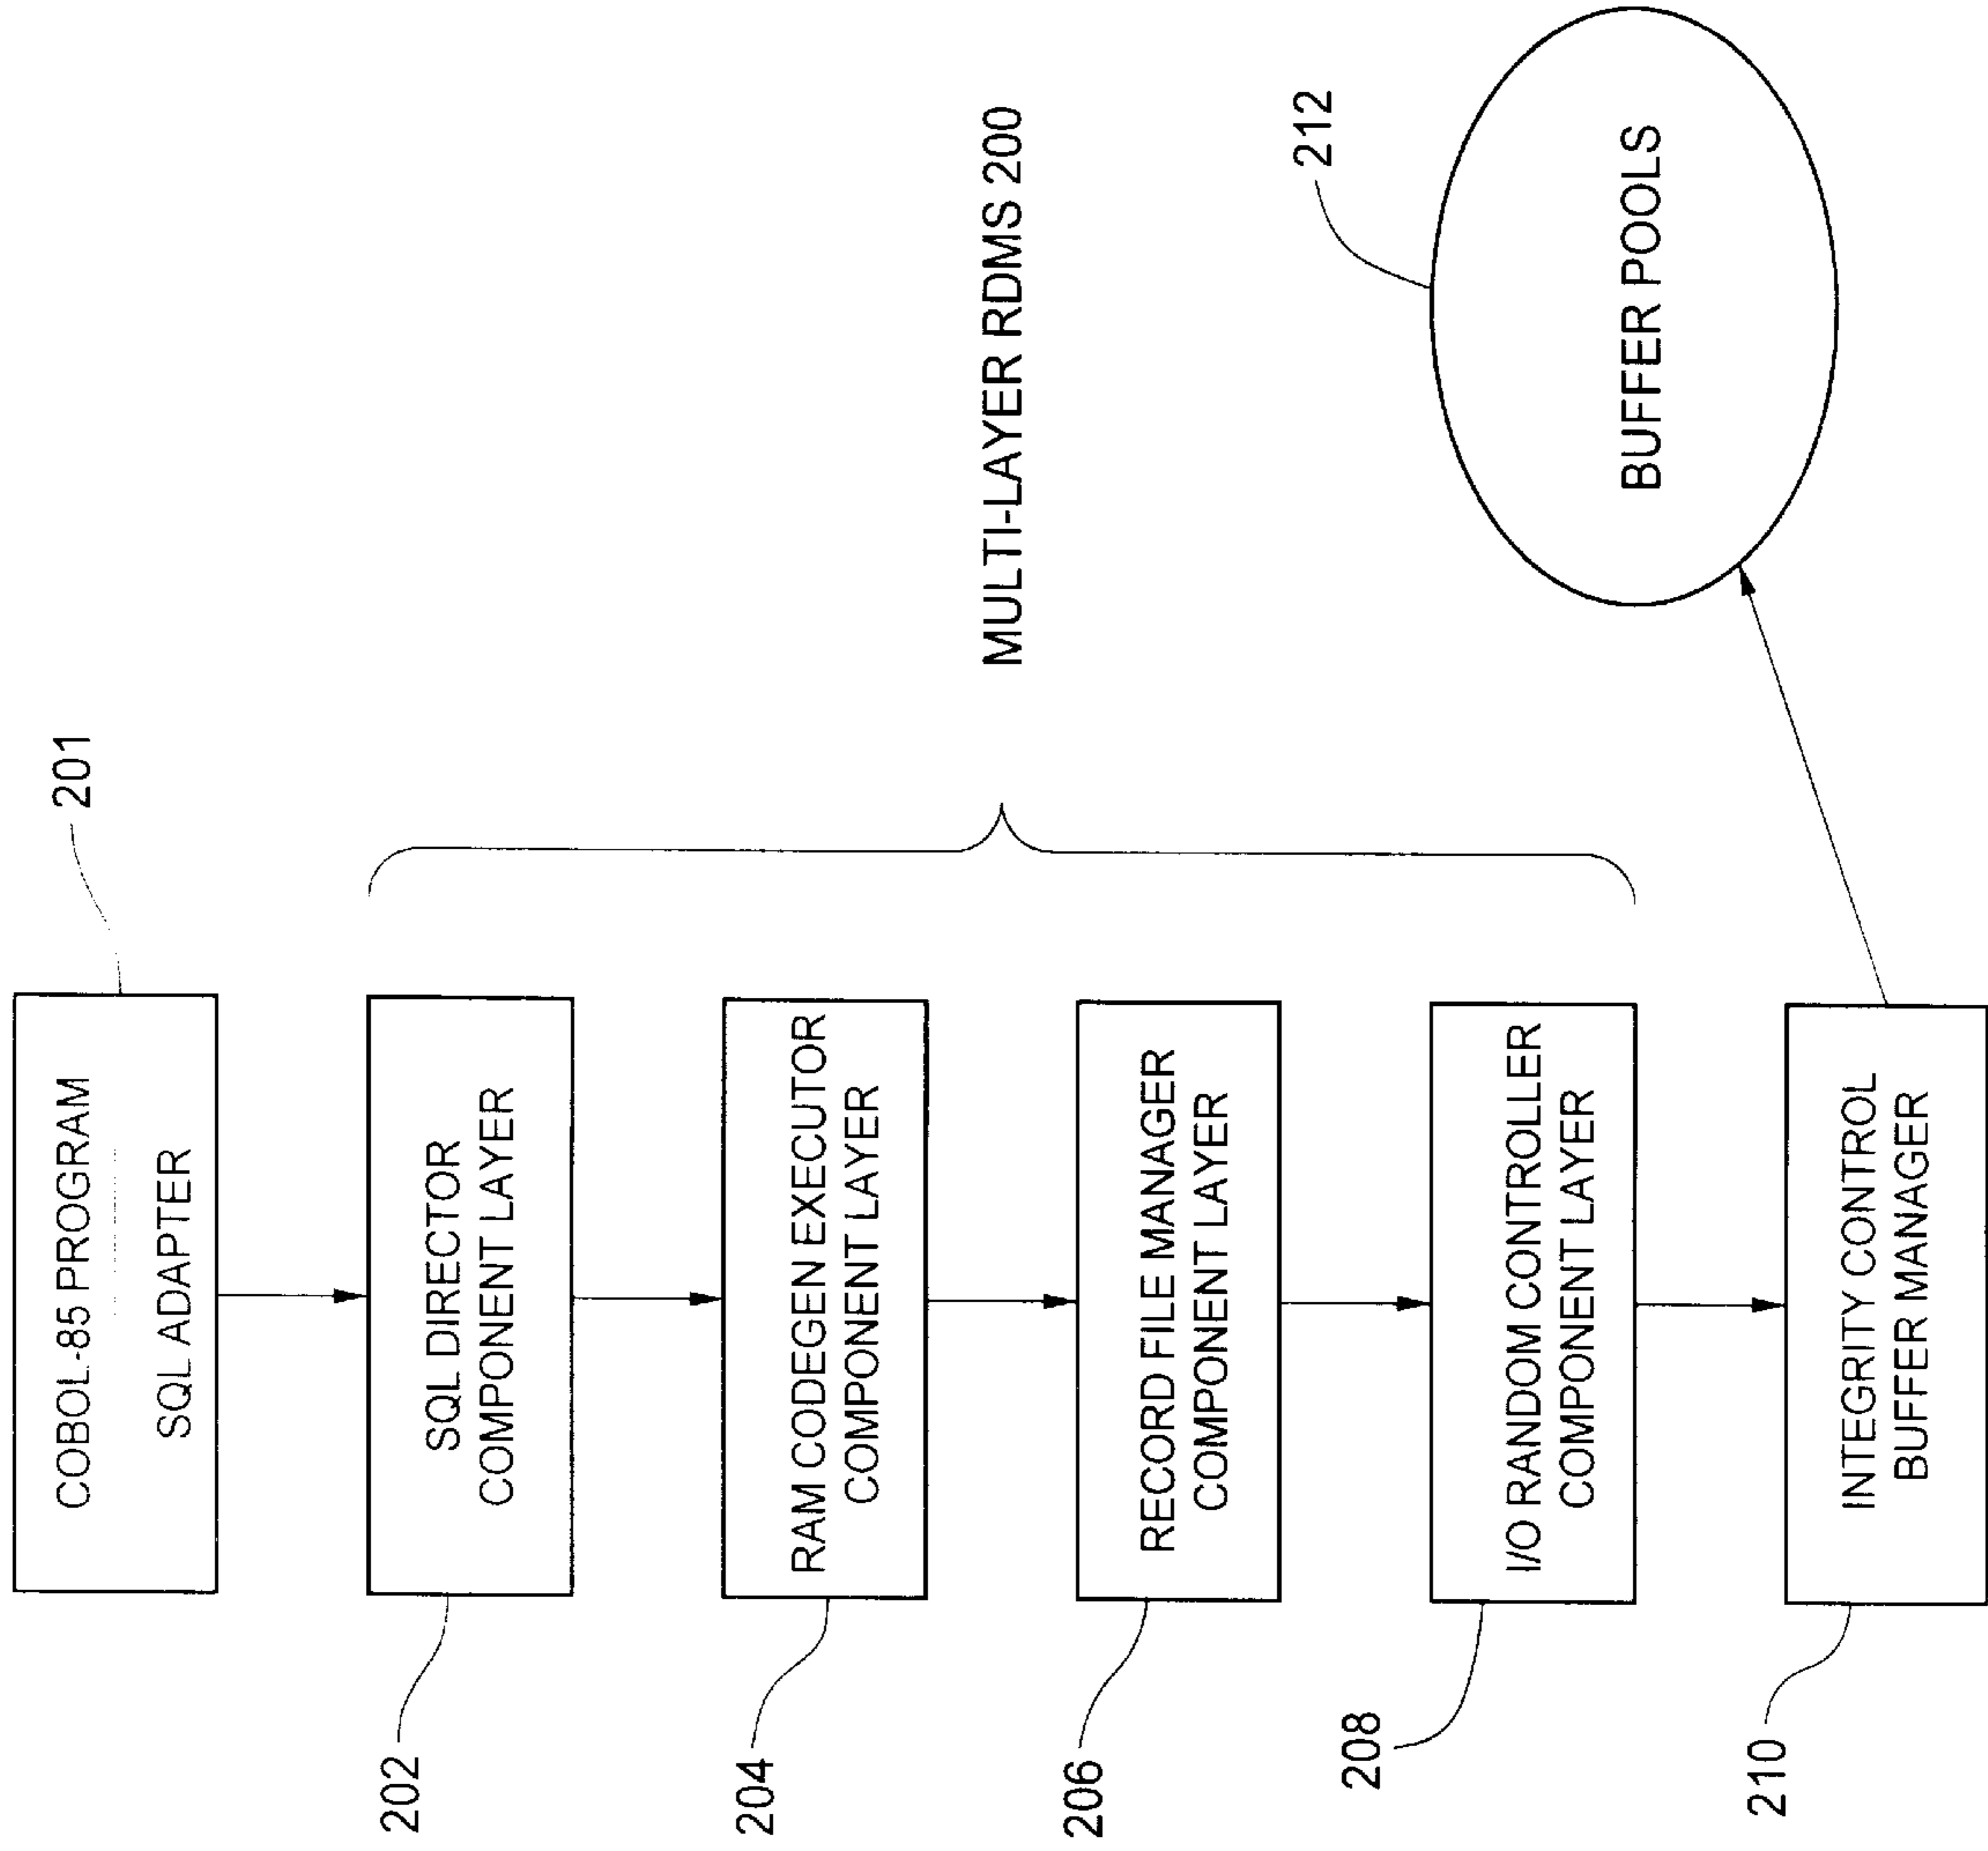 COBOL-85 PROGRAM
SQL ADAPTER
201
SQL DIRECTOR
COMPONENT LAYER
202
RAM CODEGEN EXECUTOR
COMPONENT LAYER
204
MULTI-LAYER RDMS 200
RECORD FILE MANAGER
COMPONENT LAYER
206
I/O RANDOM CONTROLLER
COMPONENT LAYER
208
INTEGRITY CONTROL
BUFFER MANAGER
210
BUFFER POOLS
212